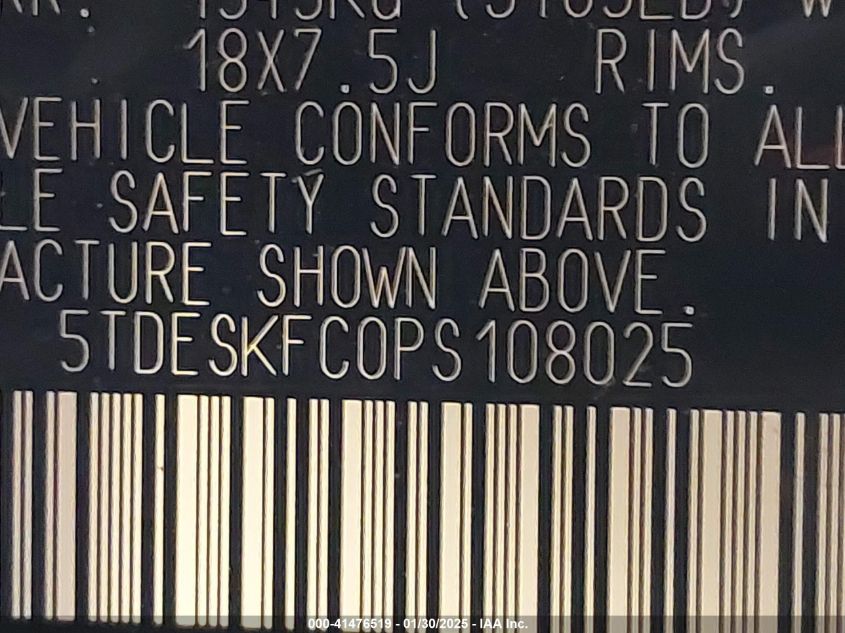 18X7.5J RIMS.
VEHICLE CONFORMS TO ALL
LE SAFETY STANDARDS IN
ACTURE SHOWN ABOVE.
5TDESKFC0PS108025
000-41476519 - 01/30/2025 - IAA Inc.